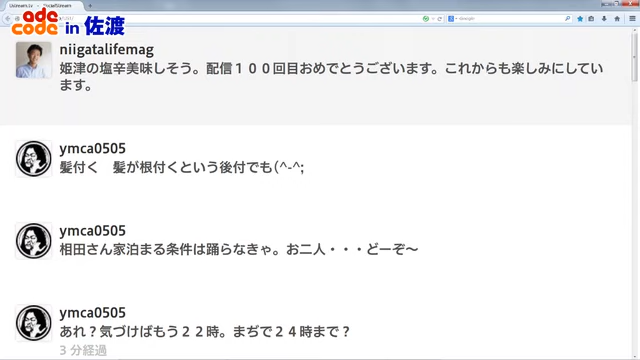 adecode in 佐渡
niigatalifemag
姫津の塩辛美味しそう。配信１００回目おめでとうございます。これからも楽しみにしてい
ます。
ymca0505
髪付く　髪が根付くという後付でも(^-^;
ymca0505
相田さん家泊まる条件は踊らなきゃ。お二人・・・どーぞ～
ymca0505
あれ？気づけばもう２２時。まぢで２４時まで？
3 分経過